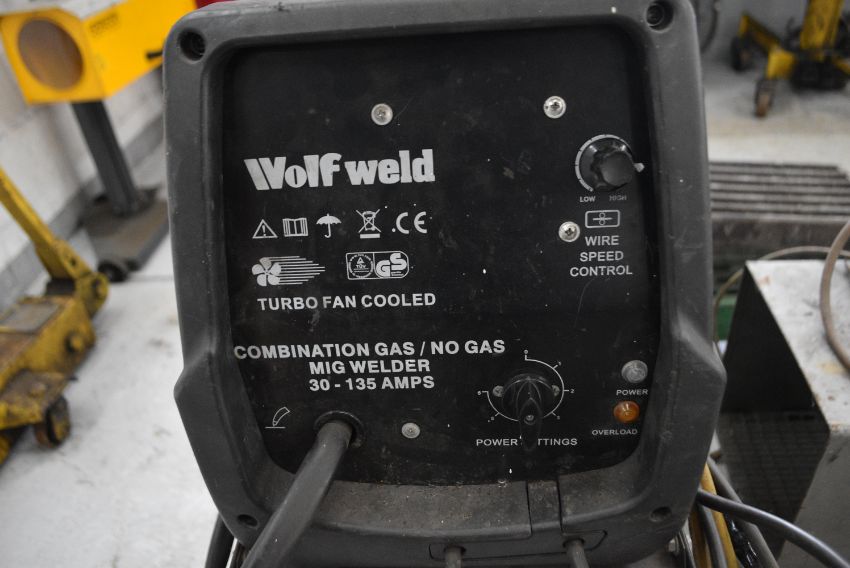 Wolf weld
CE
TÜV
GS
TURBO FAN COOLED
COMBINATION GAS / NO GAS
MIG WELDER
30 - 135 AMPS
LOW HIGH
WIRE
SPEED
CONTROL
POWER
OVERLOAD
POWER